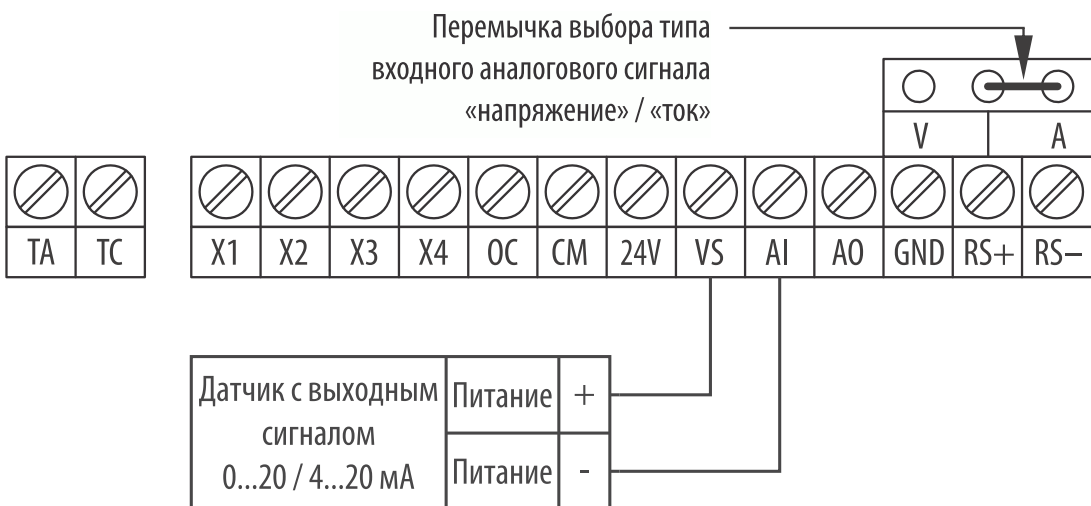 Перемычка выбора типа
входного аналогового сигнала
«напряжение» / «ток»
V A
TA TC X1 X2 X3 X4 OC CM 24V VS AI AO GND RS+ RS−
Датчик с выходным
сигналом
0...20 / 4...20 мА
Питание +
Питание -